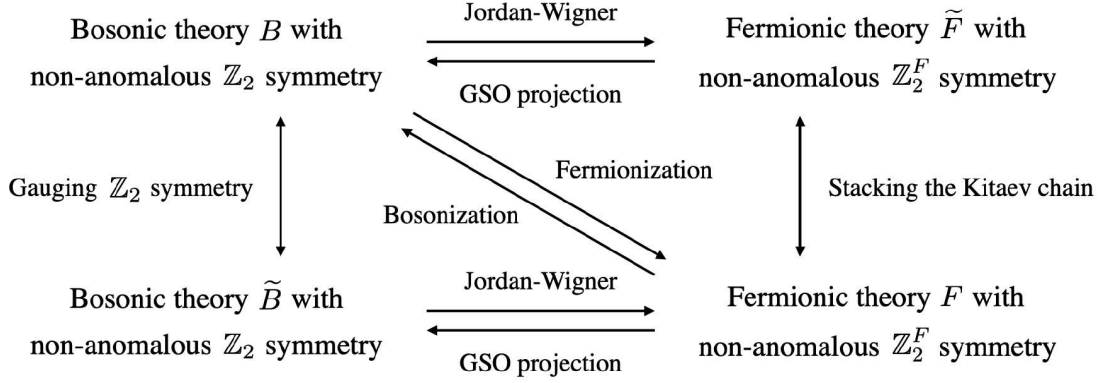 Bosonic theory B with
non-anomalous ℤ₂ symmetry
Jordan-Wigner
GSO projection
Fermionic theory F̃ with
non-anomalous ℤ₂ᶠ symmetry
Gauging ℤ₂ symmetry
Fermionization
Bosonization
Stacking the Kitaev chain
Bosonic theory B̃ with
non-anomalous ℤ₂ symmetry
Jordan-Wigner
GSO projection
Fermionic theory F with
non-anomalous ℤ₂ᶠ symmetry